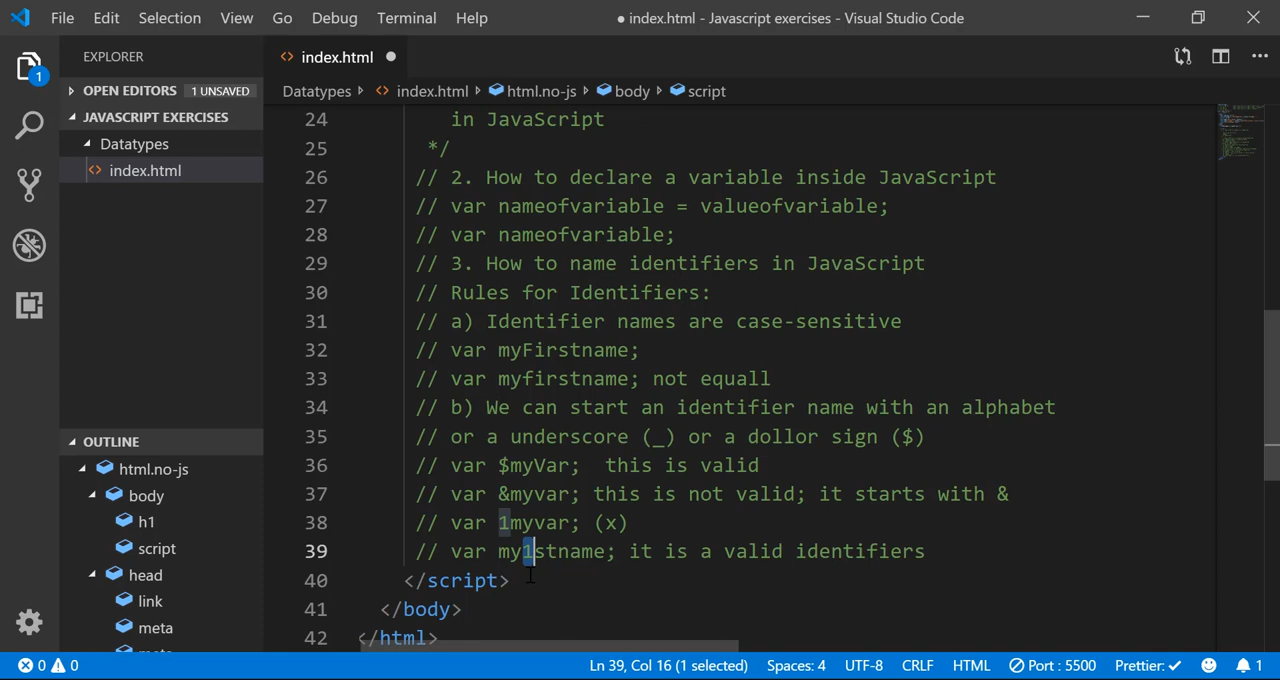 File Edit Selection View Go Debug Terminal Help
● index.html - Javascript exercises - Visual Studio Code
1
EXPLORER
OPEN EDITORS 1 UNSAVED
JAVASCRIPT EXERCISES
Datatypes
<> index.html
OUTLINE
html.no-js
body
h1
script
head
link
meta
<> index.html ●
Datatypes <> index.html html.no-js body script
24 in JavaScript
25 */
26 // 2. How to declare a variable inside JavaScript
27 // var nameofvariable = valueofvariable;
28 // var nameofvariable;
29 // 3. How to name identifiers in JavaScript
30 // Rules for Identifiers:
31 // a) Identifier names are case-sensitive
32 // var myFirstname;
33 // var myfirstname; not equall
34 // b) We can start an identifier name with an alphabet
35 // or a underscore (_) or a dollor sign ($)
36 // var $myVar;  this is valid
37 // var &myvar; this is not valid; it starts with &
38 // var 1myvar; (x)
39 // var my1stname; it is a valid identifiers
40 </script>
41 </body>
42 </html>
0 0 Ln 39, Col 16 (1 selected) Spaces: 4 UTF-8 CRLF HTML Port : 5500 Prettier: ✓ 1